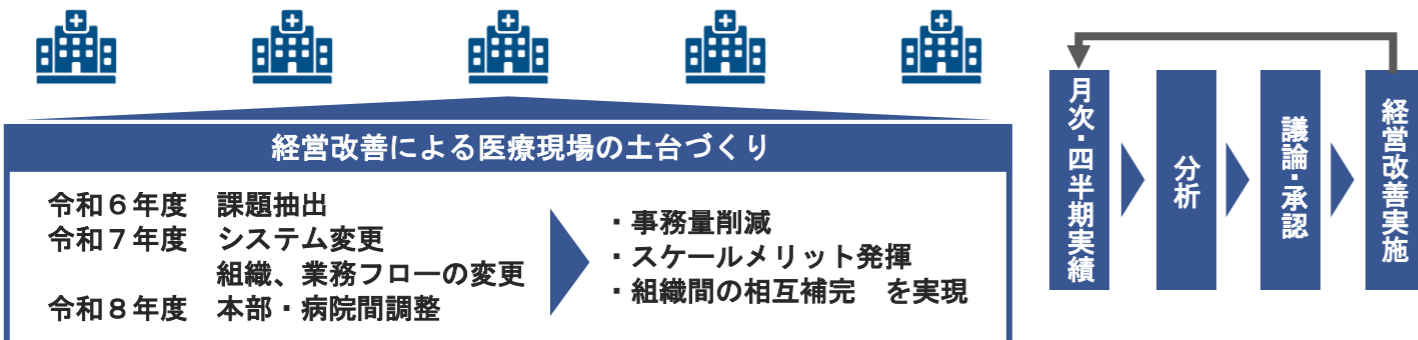 経営改善による医療現場の土台づくり
令和６年度　課題抽出
令和７年度　システム変更
組織、業務フローの変更
令和８年度　本部・病院間調整
・事務量削減
・スケールメリット発揮
・組織間の相互補完　を実現
月次・四半期実績
分析
議論・承認
経営改善実施